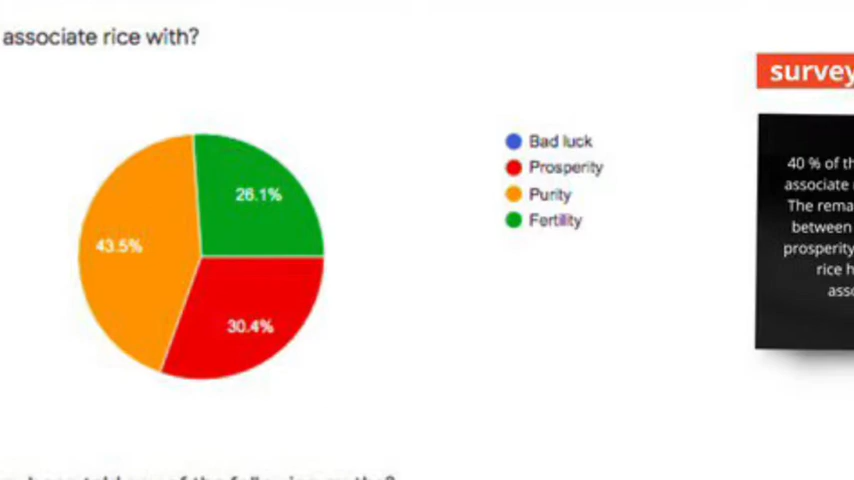 associate rice with?
survey
Bad luck
Prosperity
Purity
Fertility
26.1%
43.5%
30.4%
40 % of th
associate
The rema
between
prosperity
rice h
asso